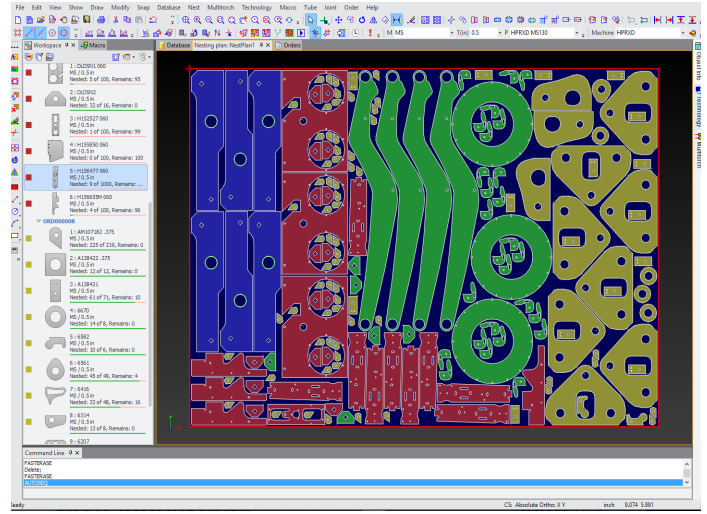 File Edit View Show Draw Modify Snap Database Nest Multitorch Technology Macro Tube Joint Order Help
M MS T(in) 0.5 P HPRXD MS130 Machine HPRXD
Workspace Macro Database Nesting plan: NestPlan1 Orders
1 : DLDSN1 060
MS / 0.5 in
Nested: 5 of 100, Remains: 95
2 : DLDSN2
MS / 0.5 in
Nested: 32 of 16, Remains: 0
3 : H152527 060
MS / 0.5 in
Nested: 1 of 100, Remains: 99
4 : H155850 060
MS / 0.5 in
Nested: 0 of 100, Remains: 100
5 : H156477 060
MS / 0.5 in
Nested: 9 of 1000, Remains: ...
6 : H156655M 060
MS / 0.5 in
Nested: 4 of 100, Remains: 96
ORD000008
1 : AM107182 .375
MS / 0.5 in
Nested: 225 of 219, Remains: 0
2 : A138422 .375
MS / 0.5 in
Nested: 12 of 12, Remains: 0
3 : A138421
MS / 0.5 in
Nested: 61 of 71, Remains: 10
4 : 6670
MS / 0.5 in
Nested: 14 of 8, Remains: 0
5 : 6582
MS / 0.5 in
Nested: 10 of 6, Remains: 0
6 : 6561
MS / 0.5 in
Nested: 45 of 49, Remains: 4
7 : 6416
MS / 0.5 in
Nested: 32 of 48, Remains: 16
8 : 6314
MS / 0.5 in
Nested: 13 of 8, Remains: 0
9 : 6207
Object info
Technology
Multitorch
Command Line
PASTERASE
Delete;
PASTERASE
AUTOSEQ
Ready
CS: Absolute Ortho: X Y inch 9.074 5.991